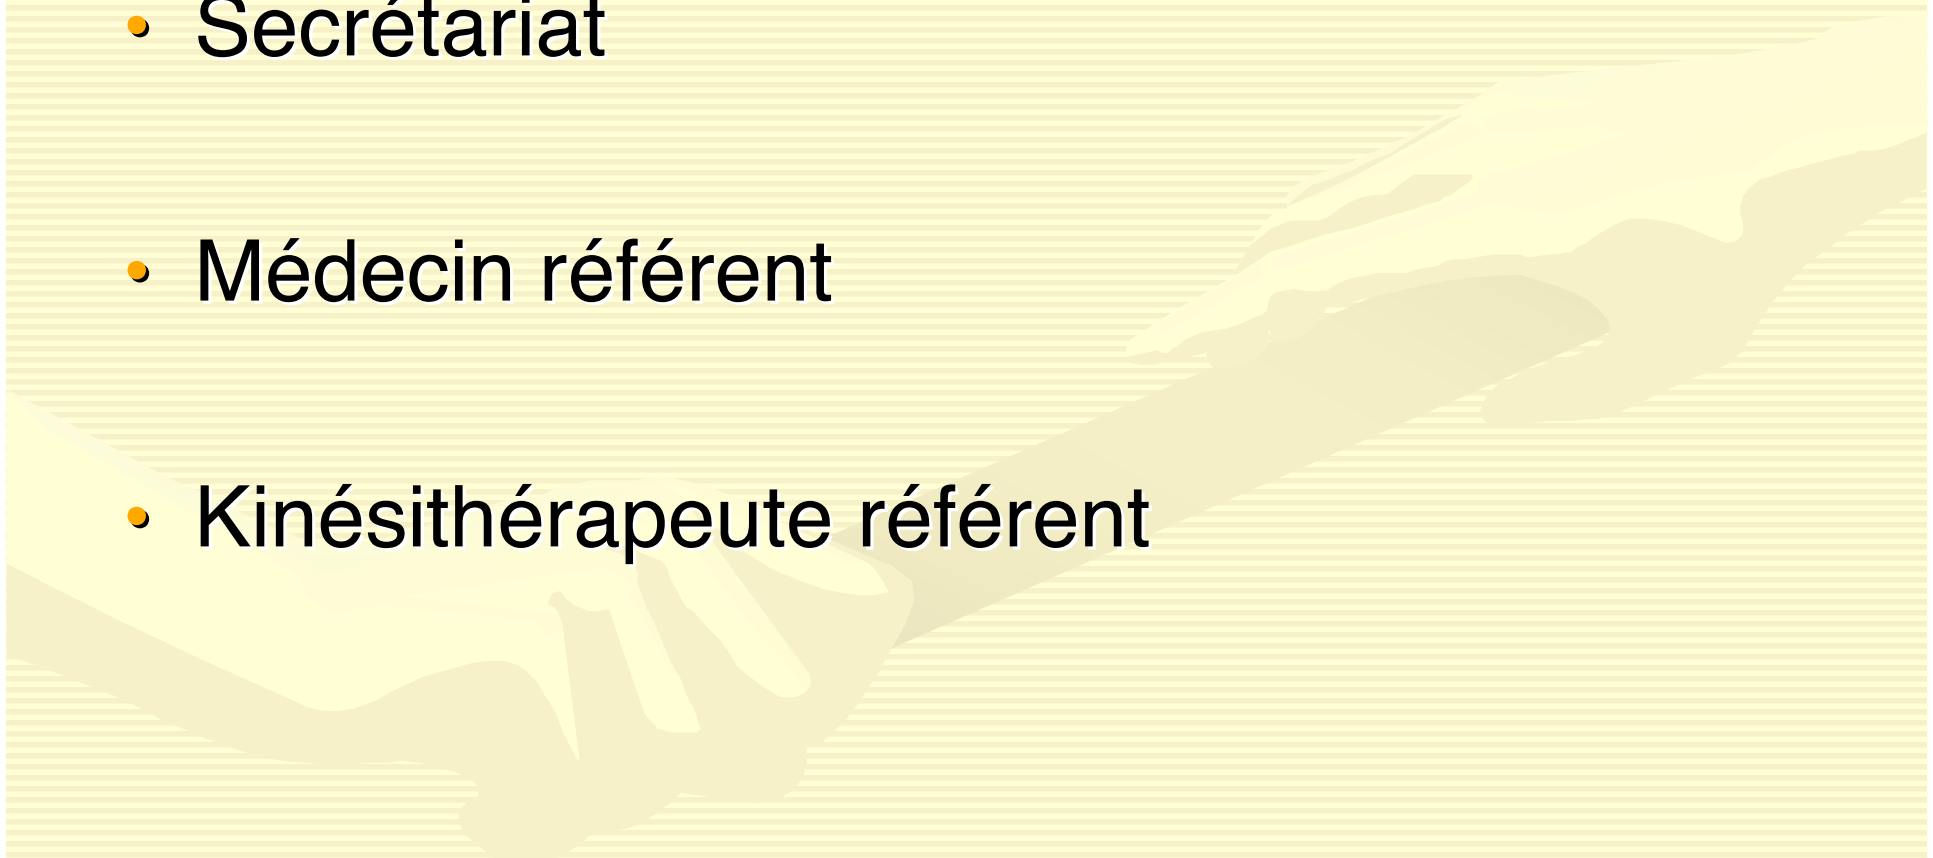 • Secrétariat
• Médecin référent
• Kinésithérapeute référent